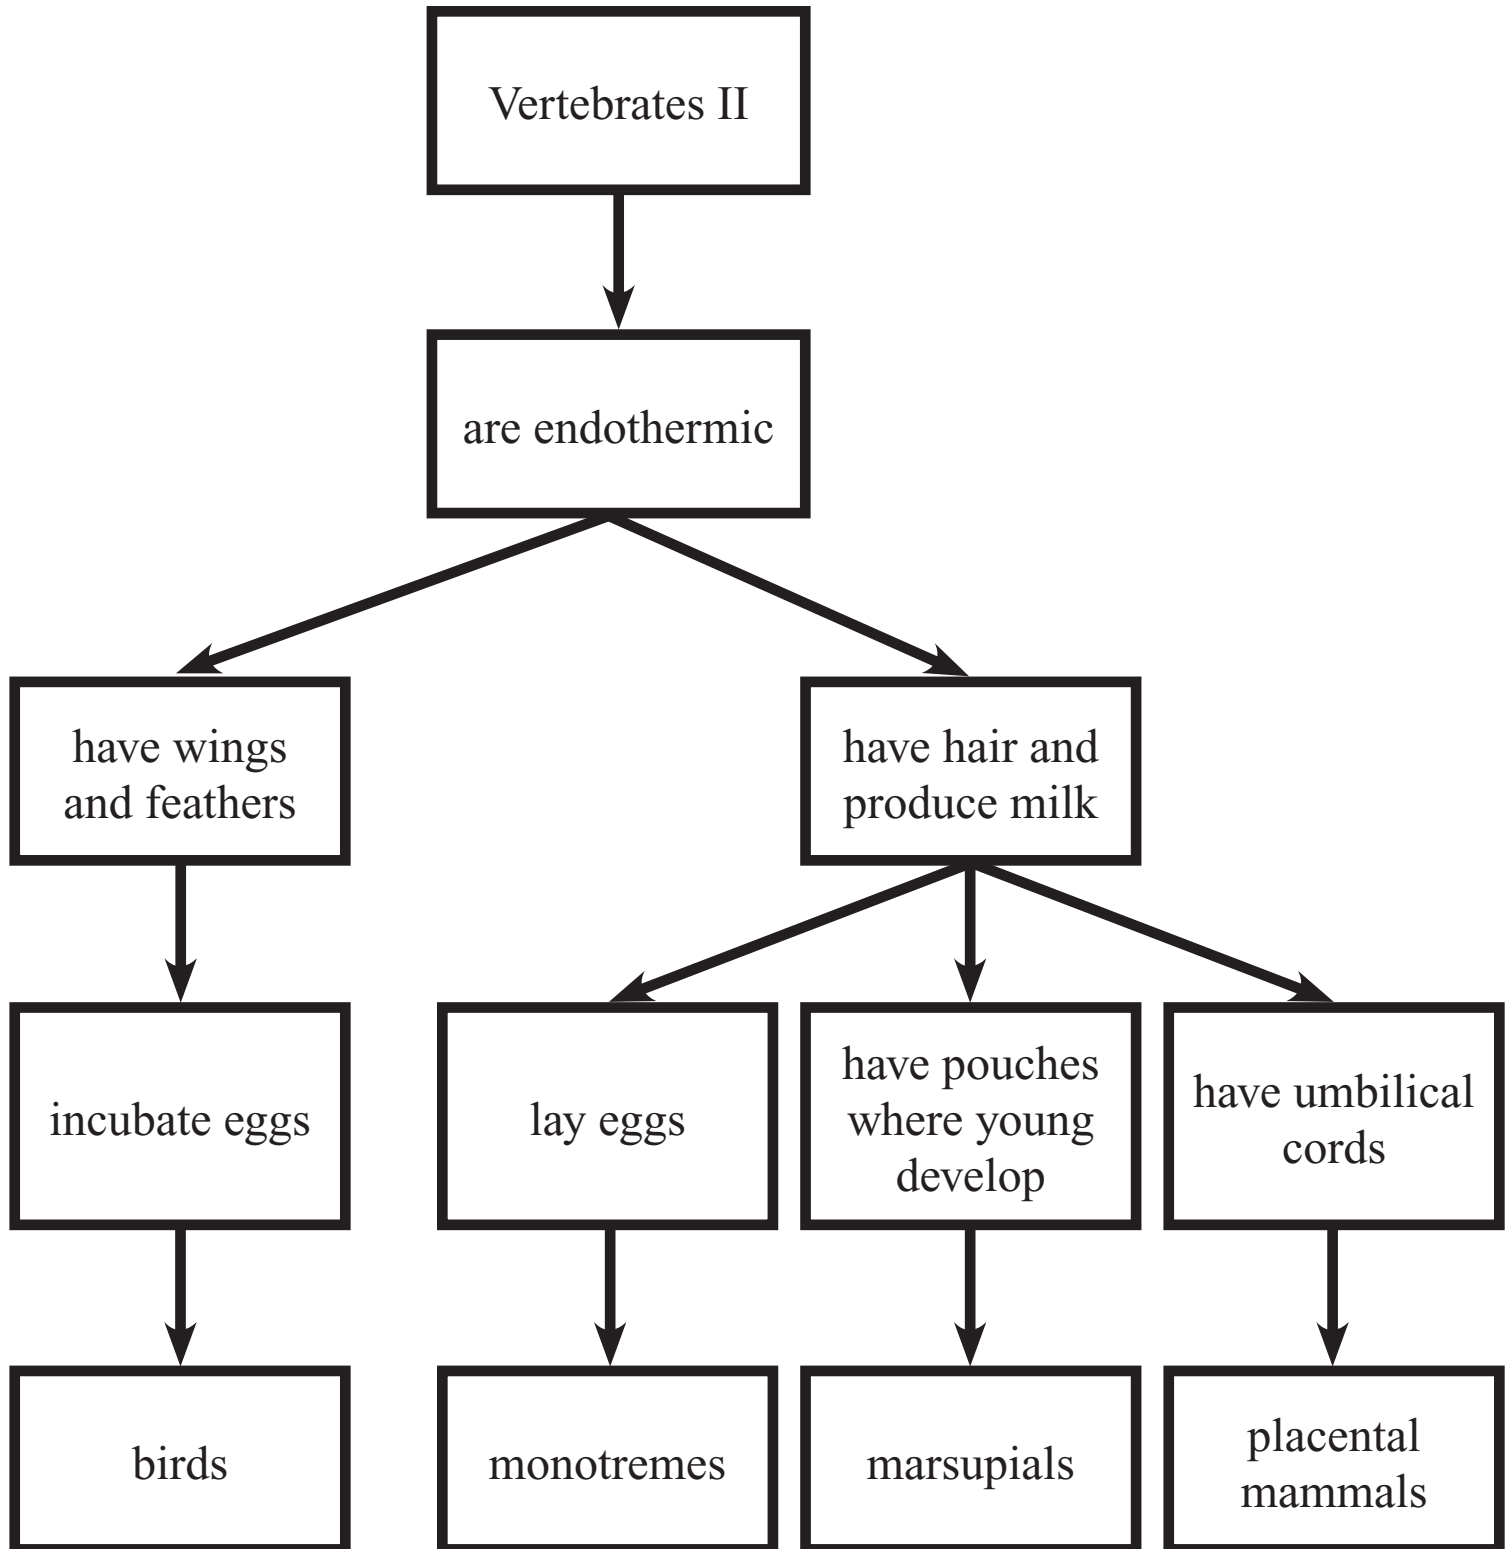 Vertebrates II
are endothermic
have wings
and feathers
have hair and
produce milk
incubate eggs
lay eggs
have pouches
where young
develop
have umbilical
cords
birds
monotremes
marsupials
placental
mammals